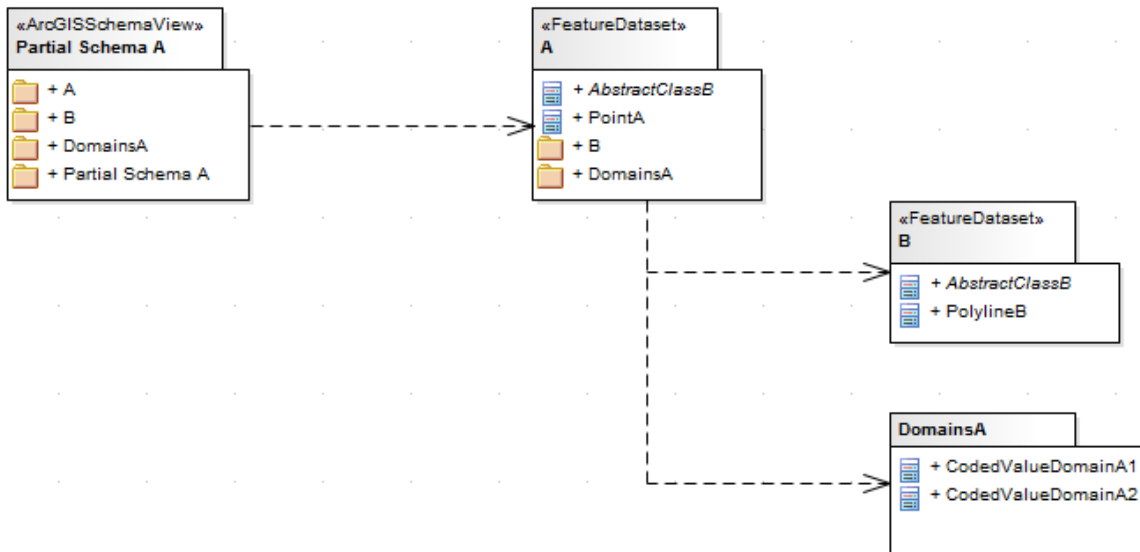 «ArcGISSchemaView»
Partial Schema A
+ A
+ B
+ DomainsA
+ Partial Schema A
«FeatureDataset»
A
+ AbstractClassB
+ PointA
+ B
+ DomainsA
«FeatureDataset»
B
+ AbstractClassB
+ PolylineB
DomainsA
+ CodedValueDomainA1
+ CodedValueDomainA2